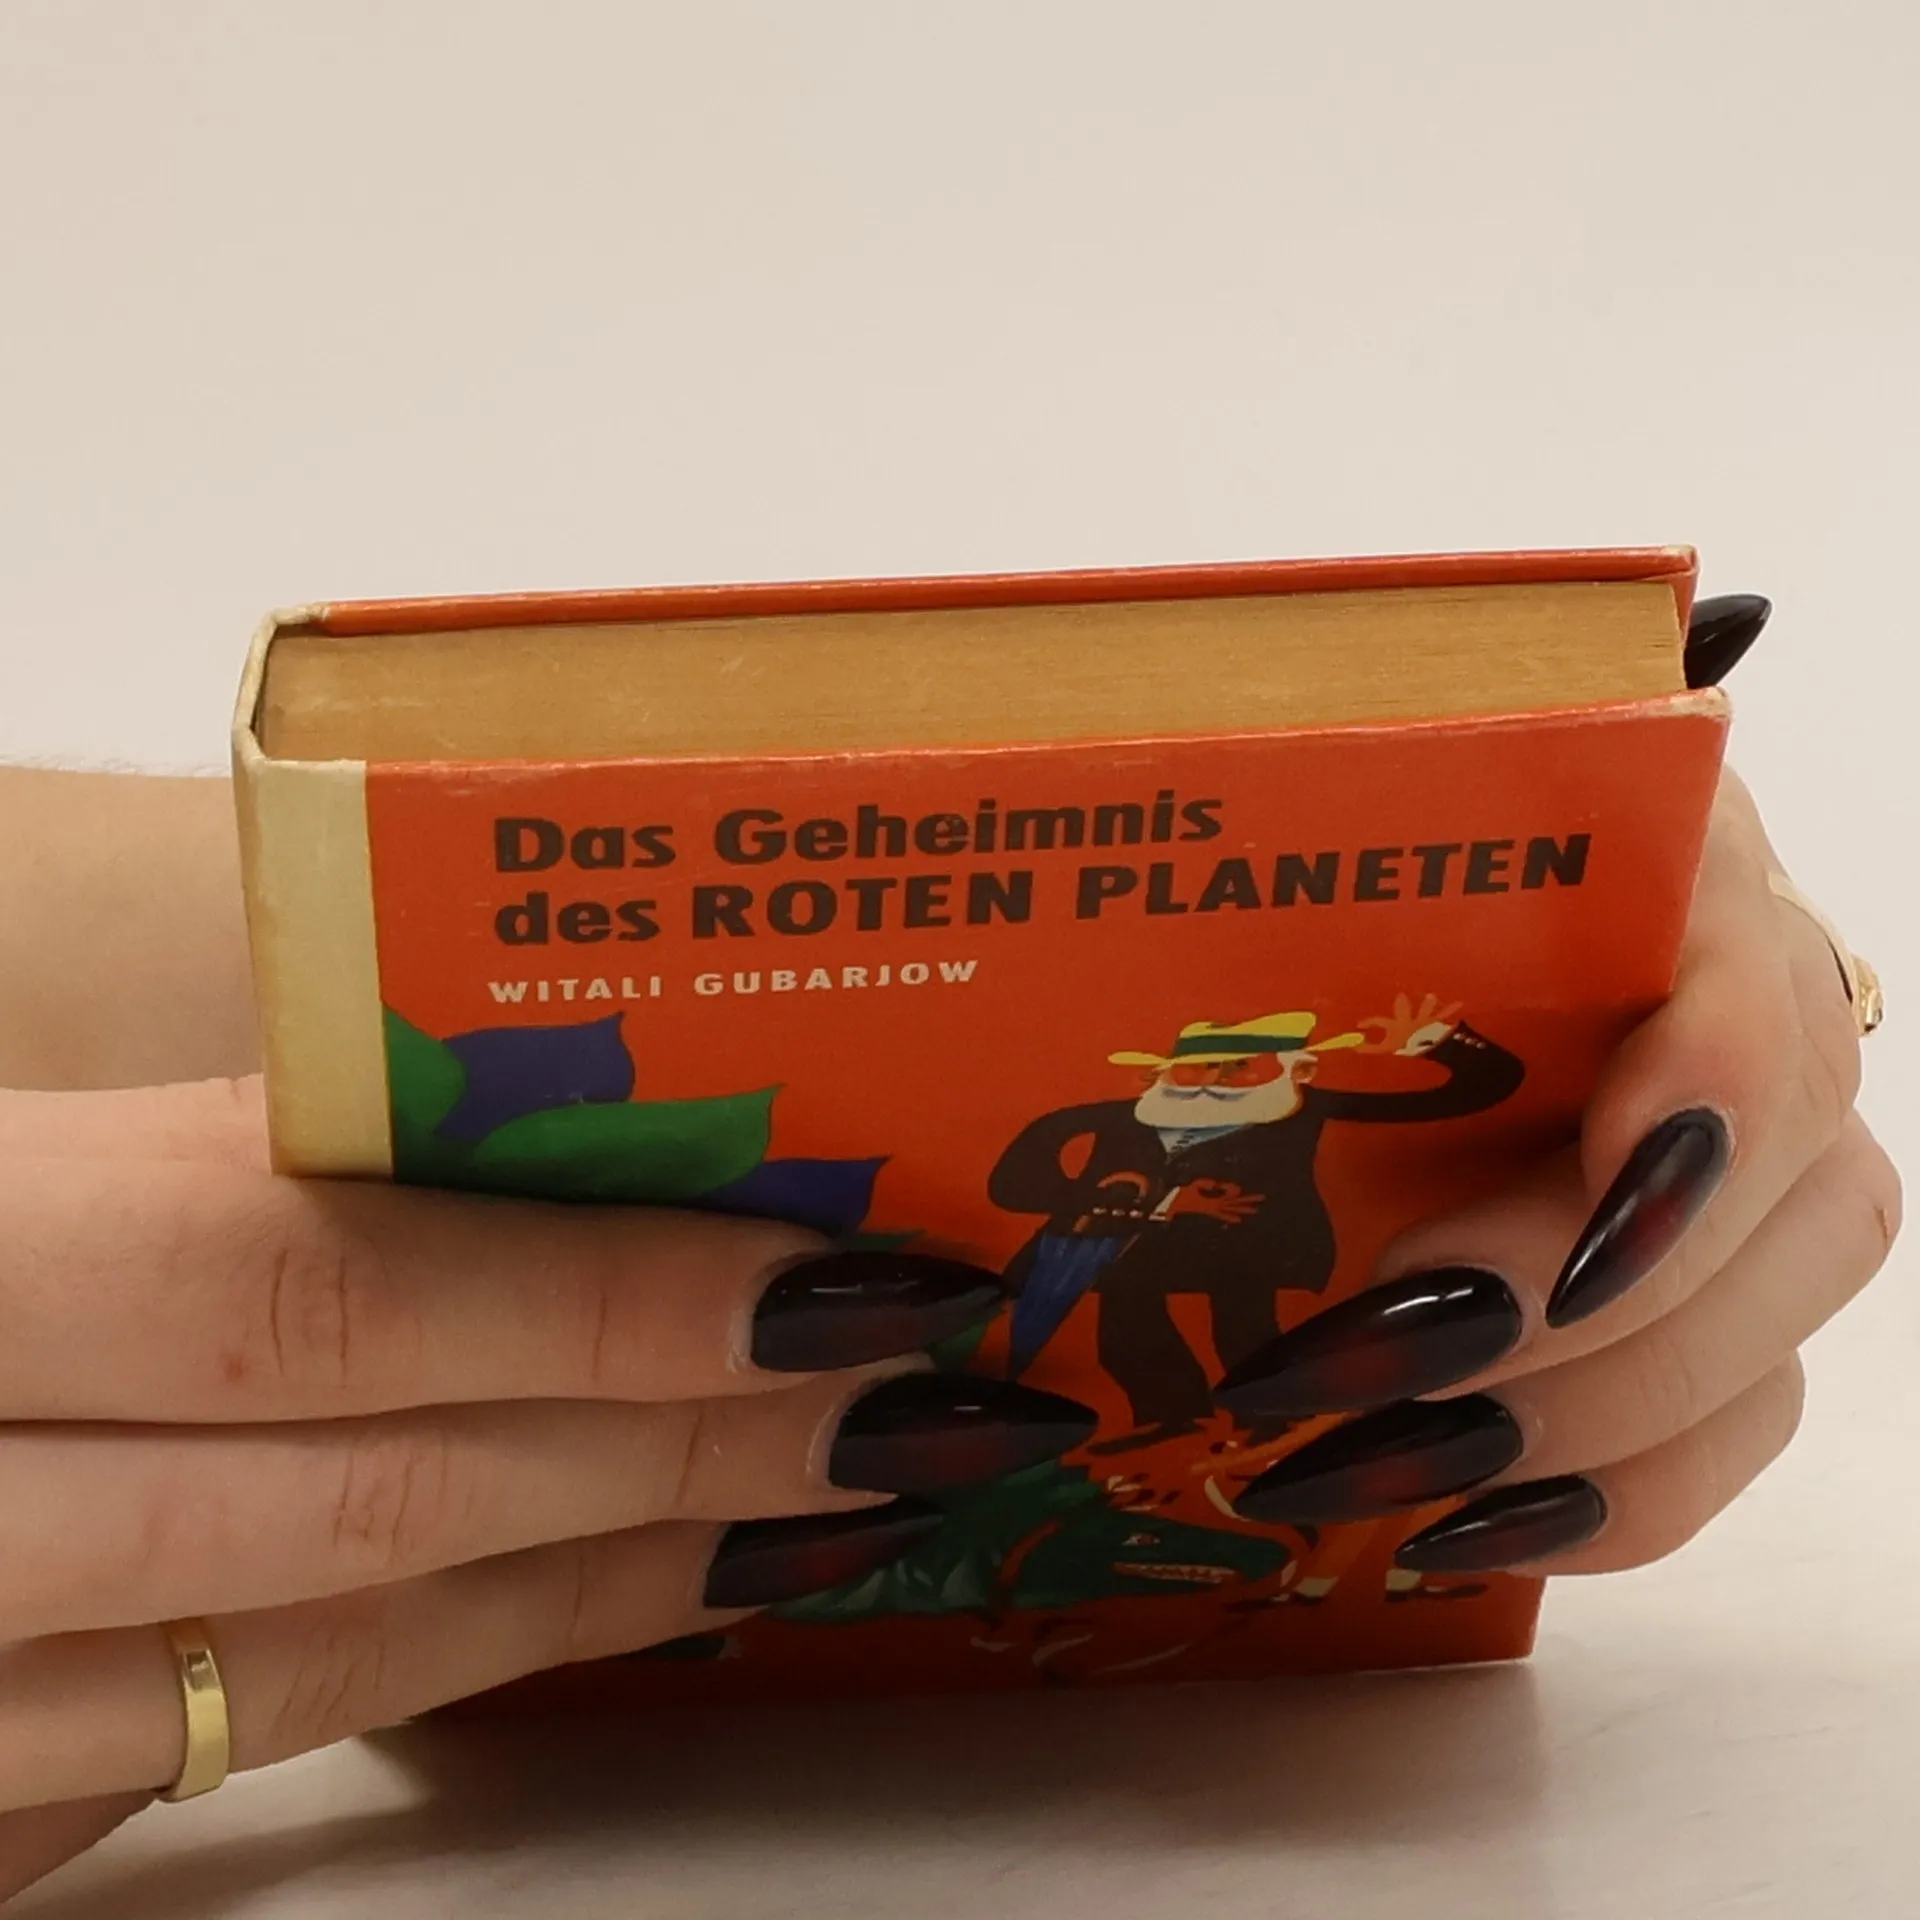 Das Geheimnis
des ROTEN PLANETEN
WITALI GUBARJOW